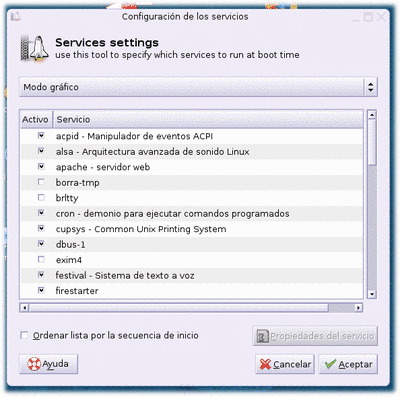 Configuración de los servicios
Services settings
use this tool to specify which services to run at boot time
Modo gráfico
Activo Servicio
acpid - Manipulador de eventos ACPI
alsa - Arquitectura avanzada de sonido Linux
apache - servidor web
borra-tmp
brltty
cron - demonio para ejecutar comandos programados
cupsys - Common Unix Printing System
dbus-1
exim4
festival - Sistema de texto a voz
firestarter
Ordenar lista por la secuencia de inicio
Propiedades del servicio
Ayuda Cancelar Aceptar